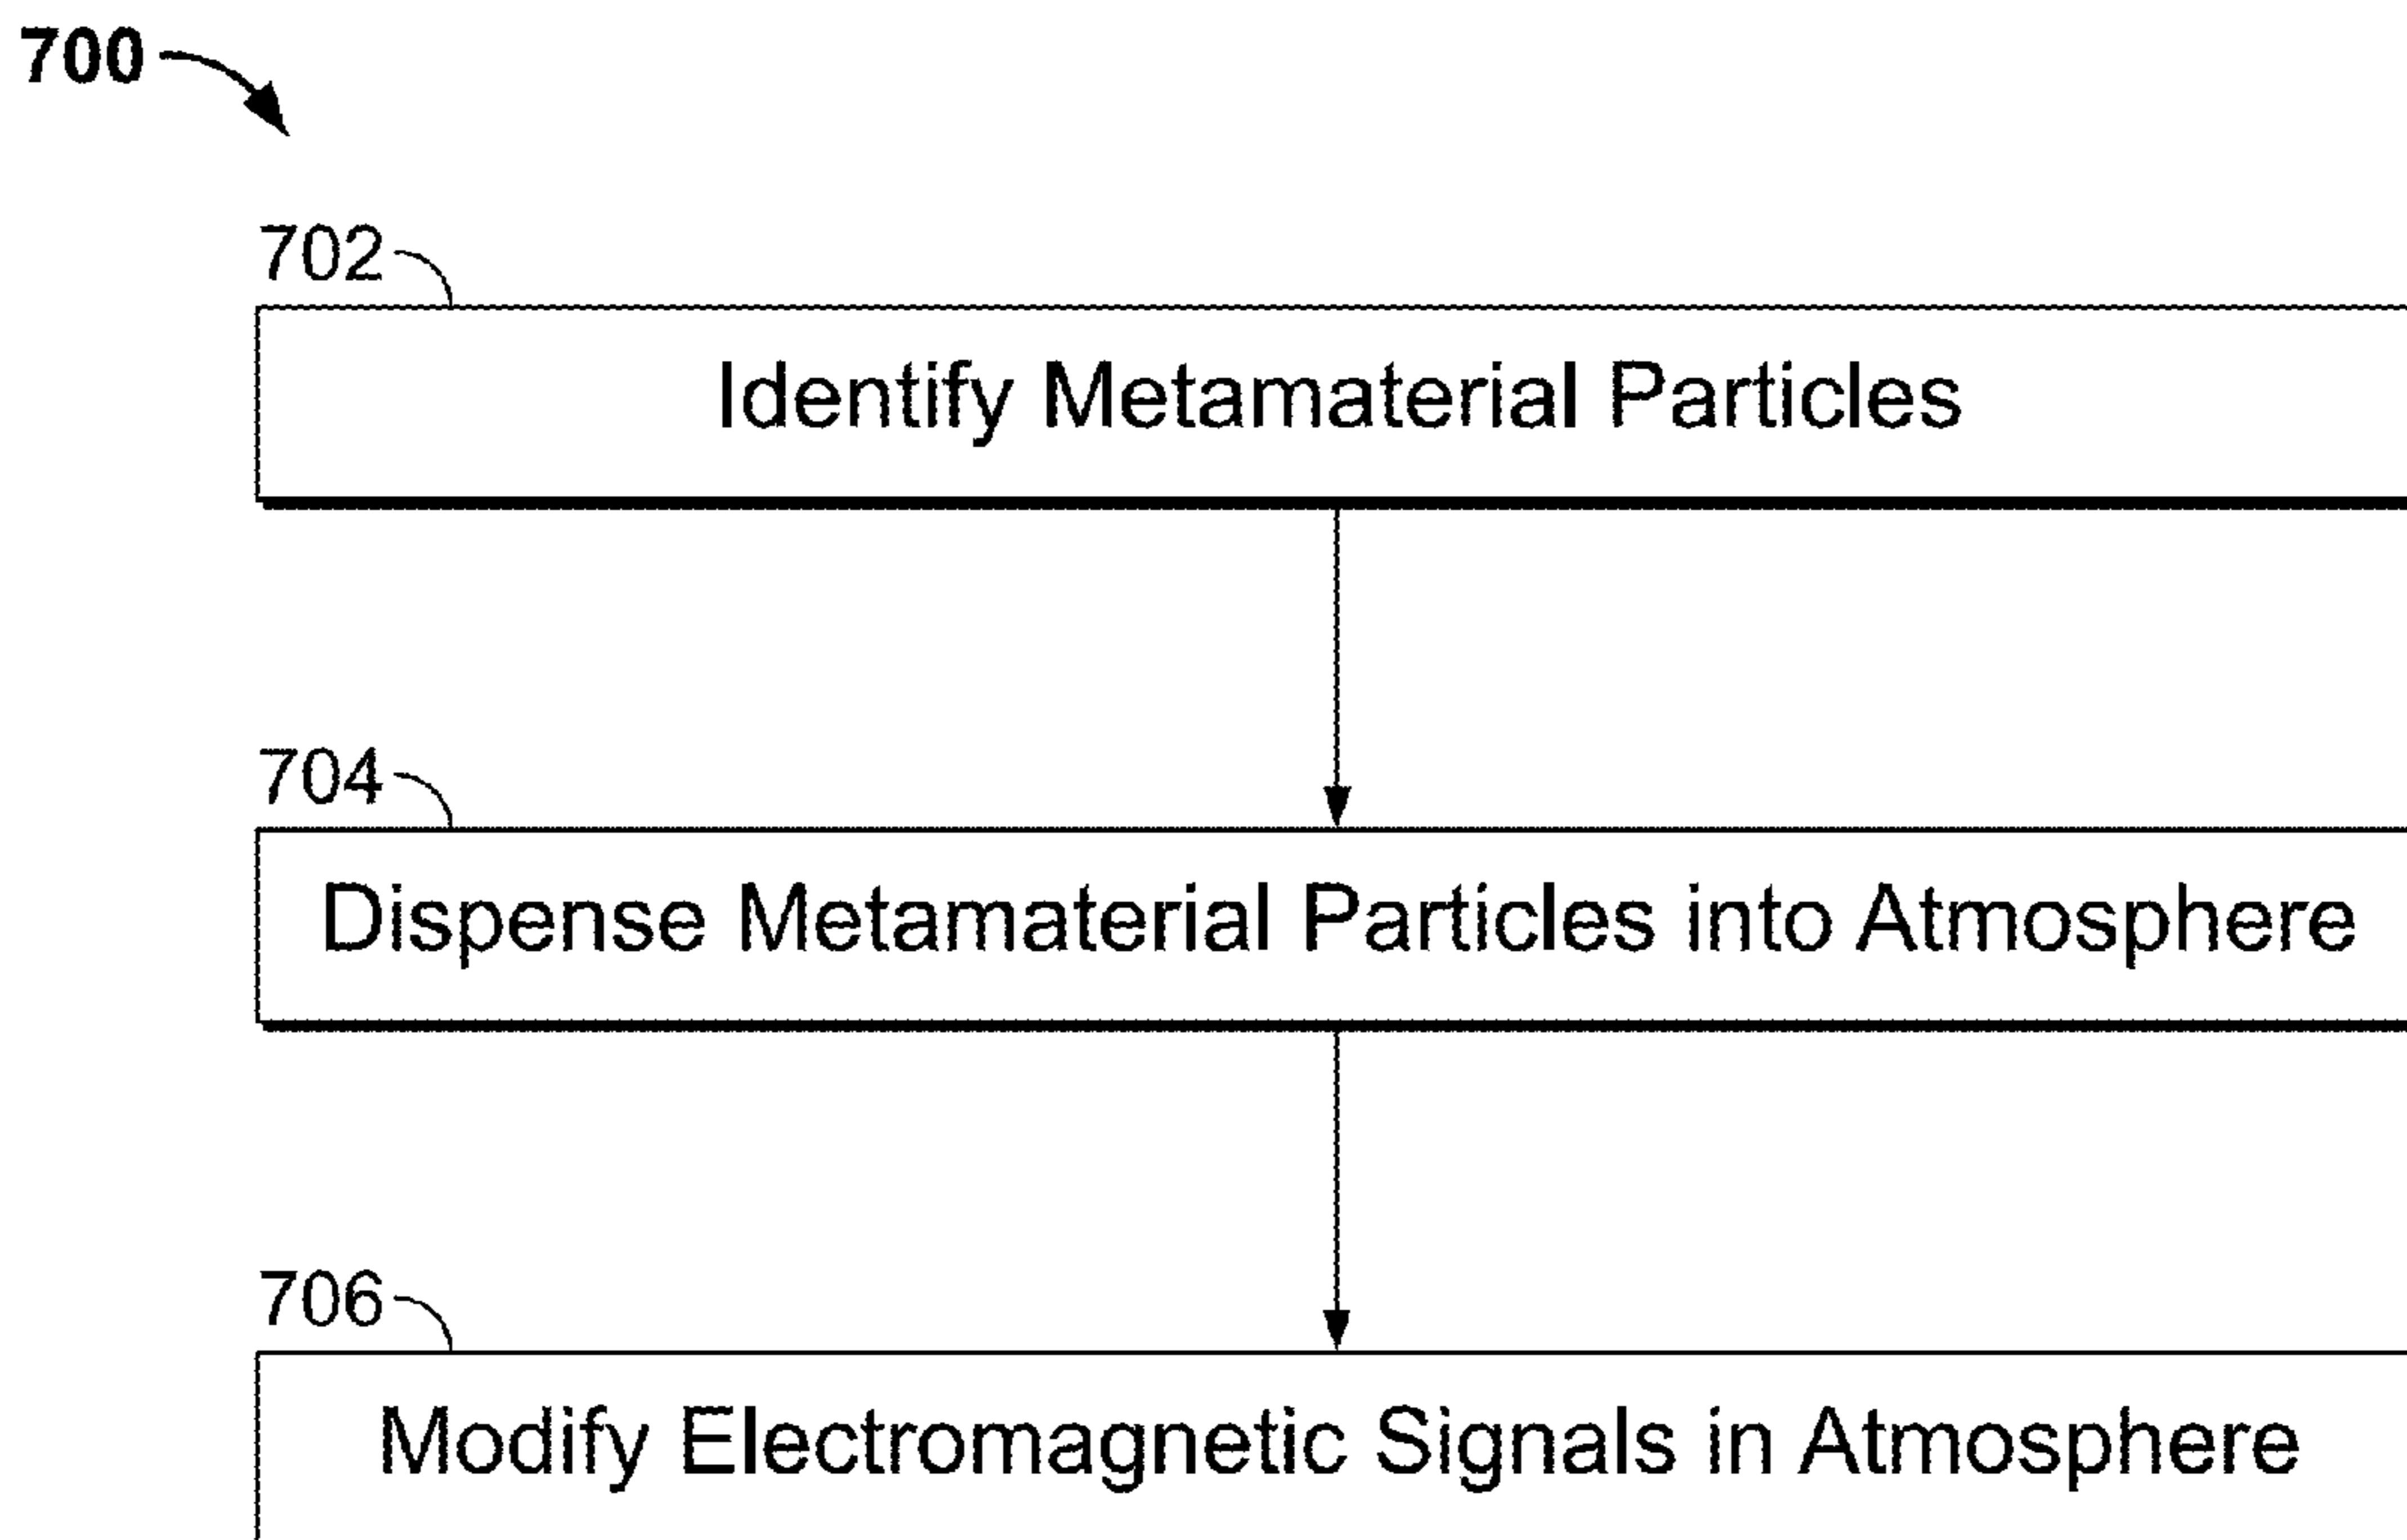 700
702
Identify Metamaterial Particles
704
Dispense Metamaterial Particles into Atmosphere
706
Modify Electromagnetic Signals in Atmosphere